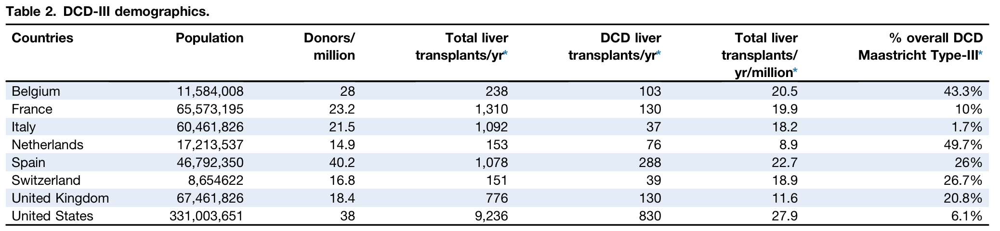 Table 2. DCD-III demographics.
Countries Population Donors/ Total liver DCD liver Total liver % overall DCD
million transplants/yr* transplants/yr* transplants/ Maastricht Type-III*
yr/million*
Belgium 11,584,008 28 238 103 20.5 43.3%
France 65,573,195 23.2 1,310 130 19.9 10%
Italy 60,461,826 21.5 1,092 37 18.2 1.7%
Netherlands 17,213,537 14.9 153 76 8.9 49.7%
Spain 46,792,350 40.2 1,078 288 22.7 26%
Switzerland 8,654622 16.8 151 39 18.9 26.7%
United Kingdom 67,461,826 18.4 776 130 11.6 20.8%
United States 331,003,651 38 9,236 830 27.9 6.1%